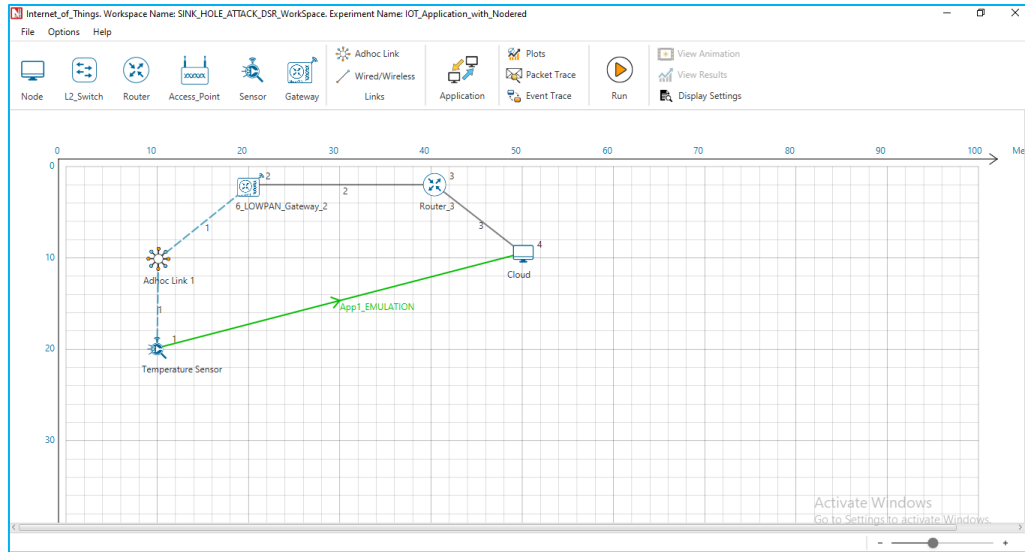 Internet_of_Things. Workspace Name: SINK_HOLE_ATTACK_DSR_WorkSpace. Experiment Name: IOT_Application_with_Nodered
File Options Help
Node
L2_Switch
Router
Access_Point
Sensor
Gateway
Adhoc Link
Wired/Wireless
Links
Application
Plots
Packet Trace
Event Trace
Run
View Animation
View Results
Display Settings
0 10 20 30 40 50 60 70 80 90 100 Me
0
10
20
30
2
6_LOWPAN_Gateway_2
2
3
Router_3
1
3
4
Cloud
Adhoc Link 1
App1_EMULATION
1
1
Temperature Sensor
Activate Windows
Go to Settings to activate Windows.
- +